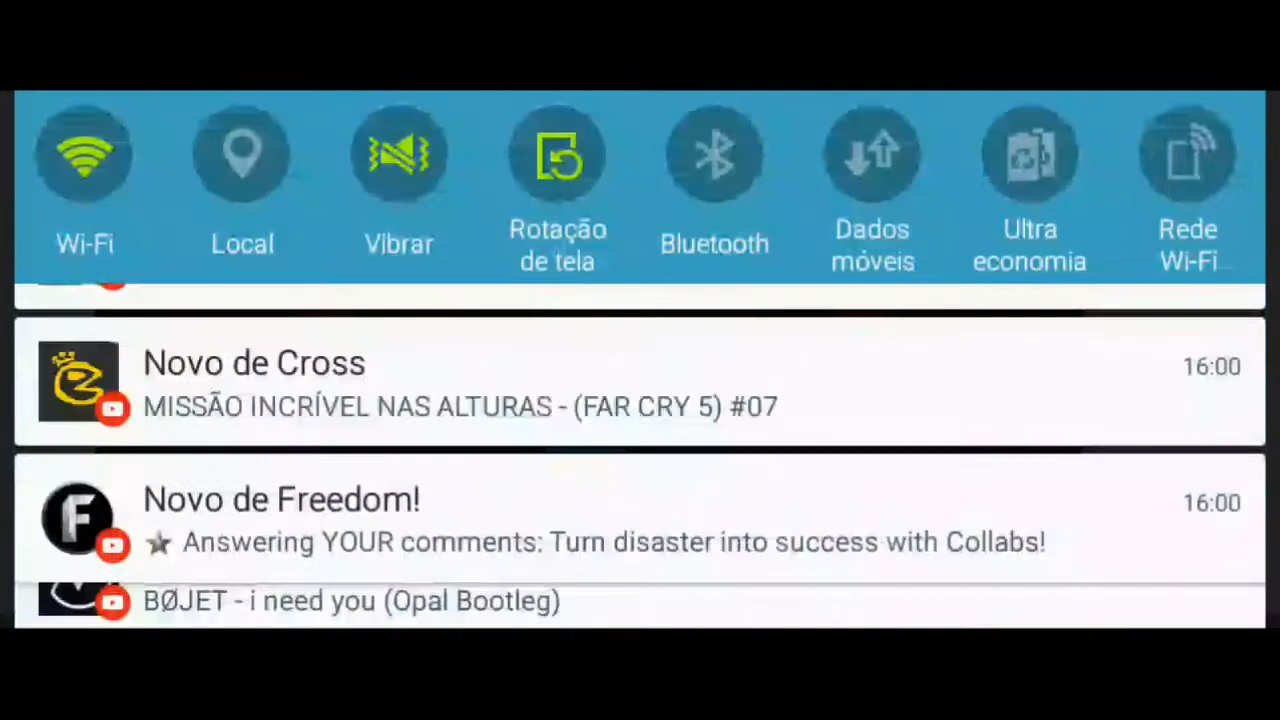 Wi-Fi
Local
Vibrar
Rotação
de tela
Bluetooth
Dados
móveis
Ultra
economia
Rede
Wi-Fi...
Novo de Cross
16:00
MISSÃO INCRÍVEL NAS ALTURAS - (FAR CRY 5) #07
F
Novo de Freedom!
16:00
★ Answering YOUR comments: Turn disaster into success with Collabs!
BØJET - i need you (Opal Bootleg)